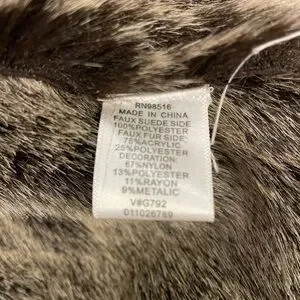 RN98516
MADE IN CHINA
FAUX SUEDE SIDE
100%POLYESTER
FAUX FUR SIDE:
75%ACRYLIC
25%POLYESTER
DECORATION:
67%NYLON
13%POLYESTER
11%RAYON
9%METALIC
V#G792
011026789